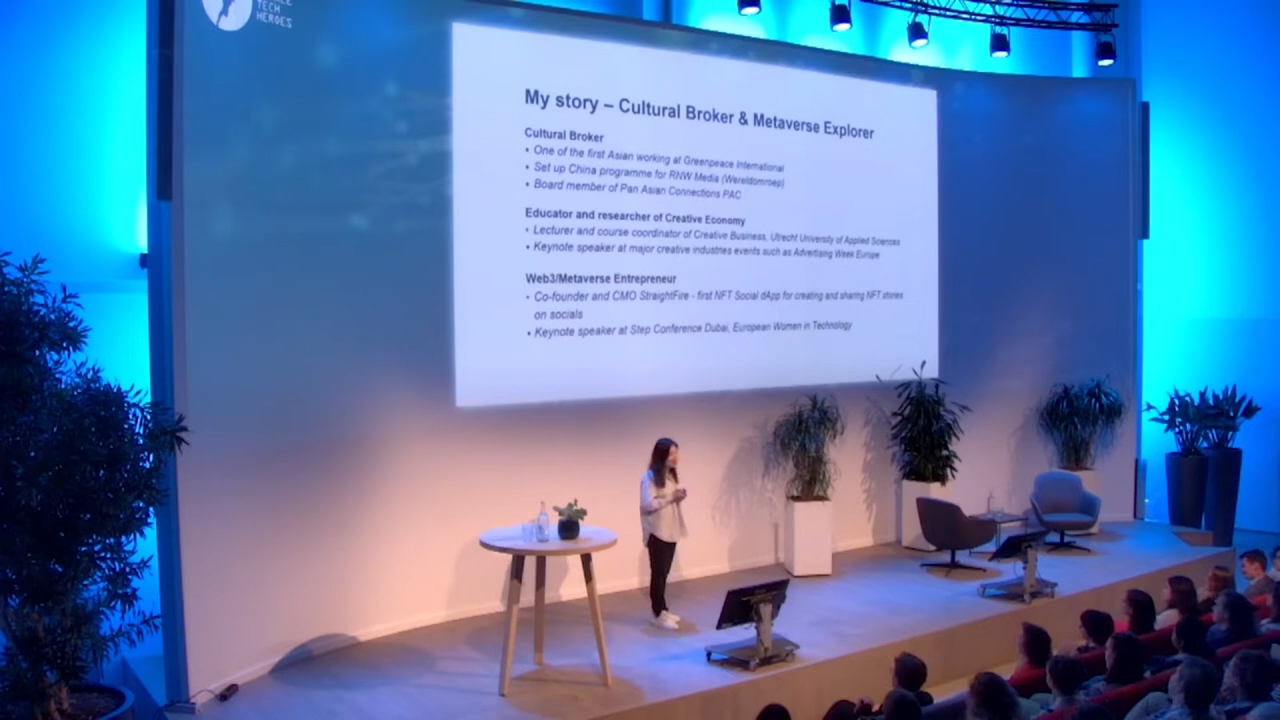 TECH
HEROES
My story – Cultural Broker & Metaverse Explorer
Cultural Broker
• One of the first Asian working at Greenpeace International
• Set up China programme for RNW Media (Wereldomroep)
• Board member of Pan Asian Connections PAC
Educator and researcher of Creative Economy
• Lecturer and course coordinator of Creative Business, Utrecht University of Applied Sciences
• Keynote speaker at major creative industries events such as Advertising Week Europe
Web3/Metaverse Entrepreneur
• Co-founder and CMO StraightFire - first NFT Social dApp for creating and sharing NFT stories
on socials
• Keynote speaker at Step Conference Dubai, European Women in Technology